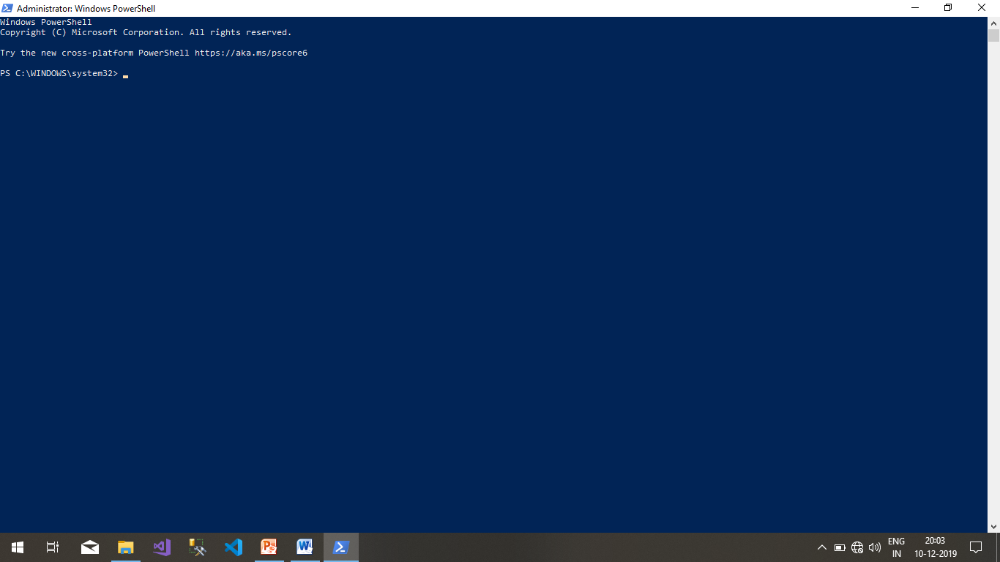 Administrator: Windows PowerShell
Windows PowerShell
Copyright (C) Microsoft Corporation. All rights reserved.
Try the new cross-platform PowerShell https://aka.ms/pscore6
PS C:\WINDOWS\system32>
ENG
IN
20:03
10-12-2019